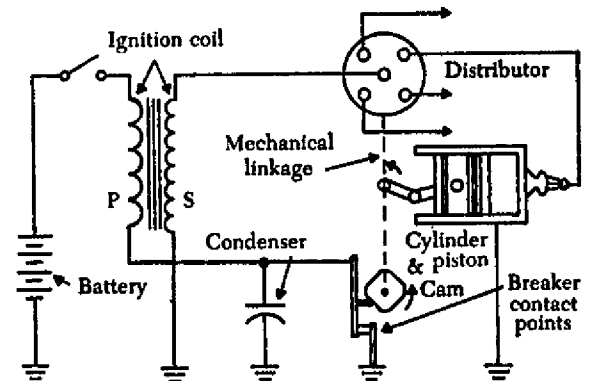 Ignition coil
Distributor
Mechanical
linkage
P
S
Condenser
Cylinder
& piston
Battery
Cam
Breaker
contact
points